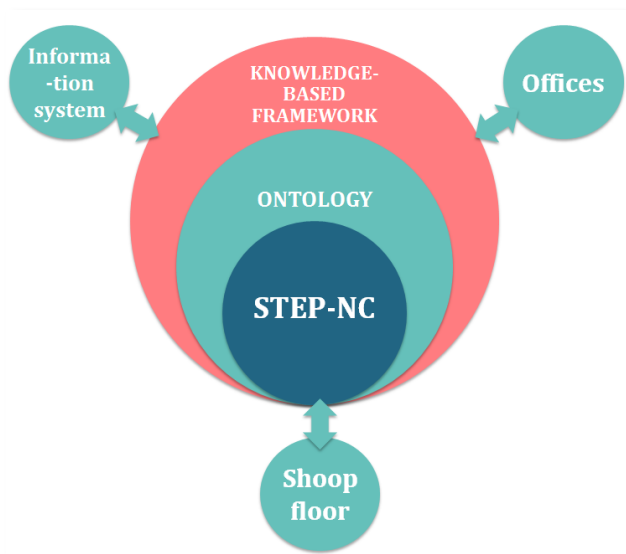 Informa
-tion
system
KNOWLEDGE-
BASED
FRAMEWORK
Offices
ONTOLOGY
STEP-NC
Shoop
floor